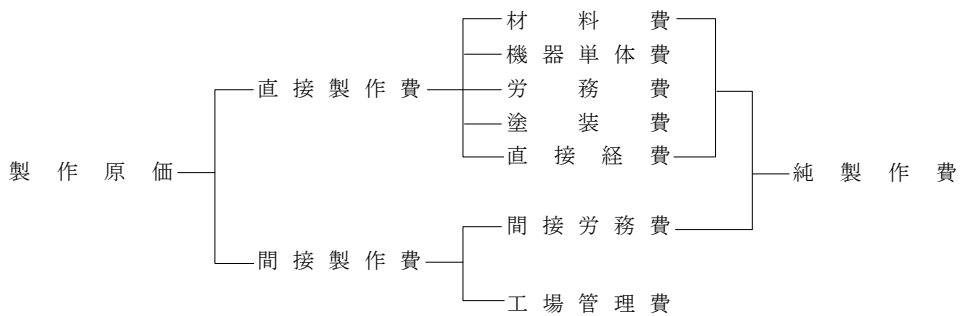 材料費
機器単体費
直接製作費
労務費
塗装費
直接経費
製作原価
純製作費
間接労務費
間接製作費
工場管理費